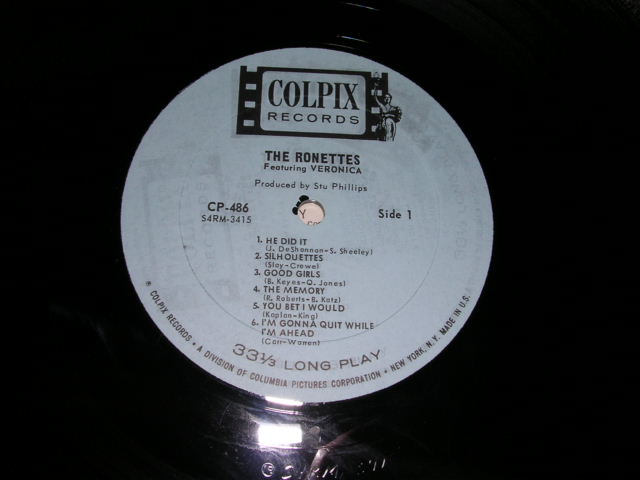 COLPIX
RECORDS
THE RONETTES
Featuring VERONICA
Produced by Stu Phillips
CP-486
S4RM-3415
Side 1
1. HE DID IT
(J. DeShannon-S. Sheeley)
2. SILHOUETTES
(Slay-Crewe)
3. GOOD GIRLS
(B. Keyes-Q. Jones)
4. THE MEMORY
(R. Roberts-B. Katz)
5. YOU BET I WOULD
(Kaplan-King)
6. I'M GONNA QUIT WHILE
I'M AHEAD
(Carr-Warren)
33⅓ LONG PLAY
COLPIX RECORDS • A DIVISION OF COLUMBIA PICTURES CORPORATION • NEW YORK, N.Y. MADE IN U.S.A.